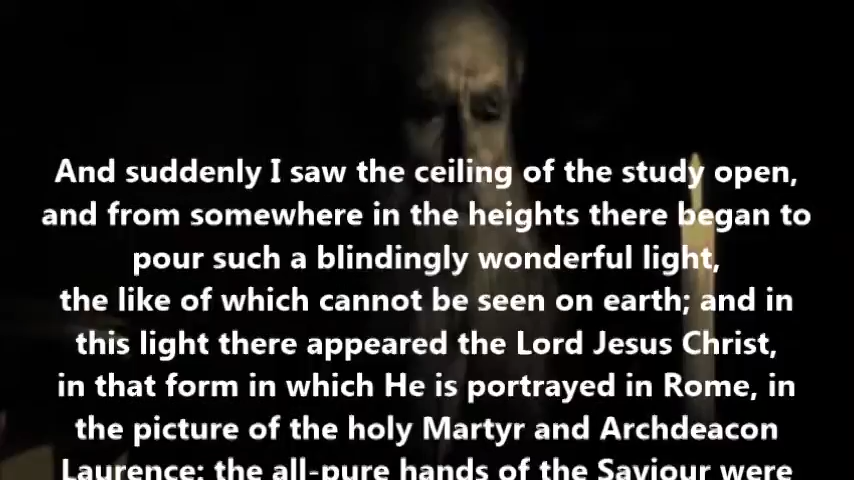 And suddenly I saw the ceiling of the study open,
and from somewhere in the heights there began to
pour such a blindingly wonderful light,
the like of which cannot be seen on earth; and in
this light there appeared the Lord Jesus Christ,
in that form in which He is portrayed in Rome, in
the picture of the holy Martyr and Archdeacon
Laurence: the all-pure hands of the Saviour were